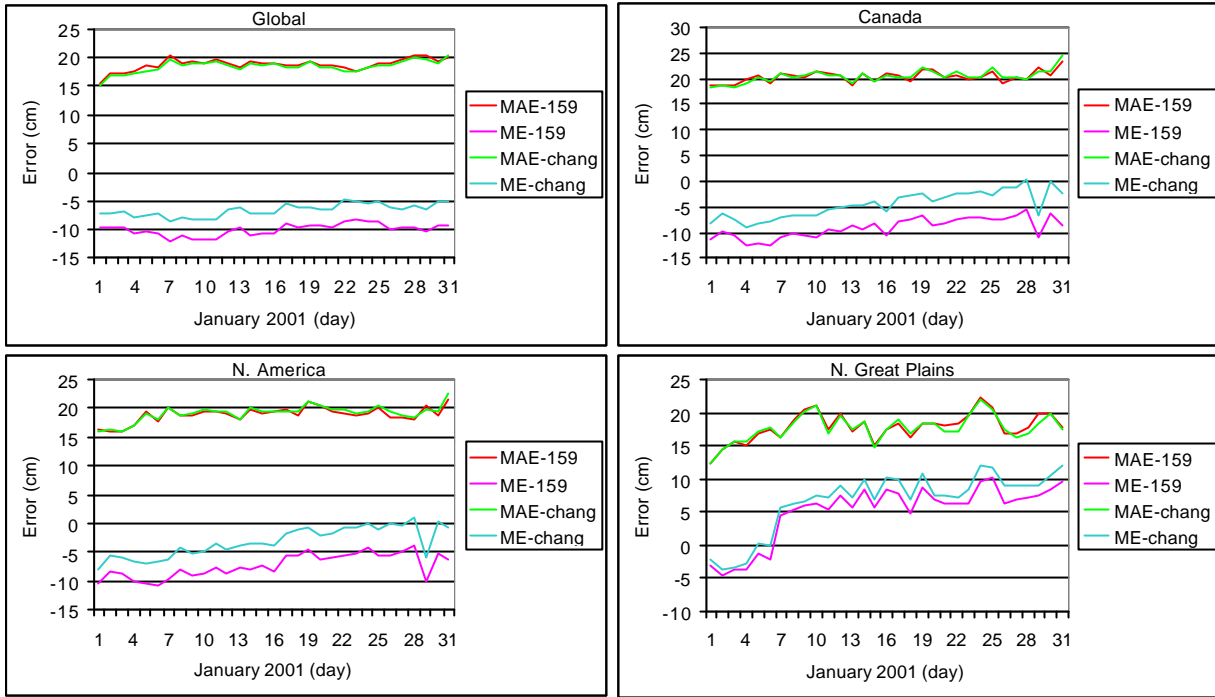 Global
25
20
15
10
5
0
-5
-10
-15
Error (cm)
1 4 7 10 13 16 19 22 25 28 31
January 2001 (day)
MAE-159
ME-159
MAE-chang
ME-chang
Canada
30
25
20
15
10
5
0
-5
-10
-15
Error (cm)
1 4 7 10 13 16 19 22 25 28 31
January 2001 (day)
MAE-159
ME-159
MAE-chang
ME-chang
N. America
25
20
15
10
5
0
-5
-10
-15
Error (cm)
1 4 7 10 13 16 19 22 25 28 31
January 2001 (day)
MAE-159
ME-159
MAE-chang
ME-chang
N. Great Plains
25
20
15
10
5
0
-5
-10
Error (cm)
1 4 7 10 13 16 19 22 25 28 31
January 2001 (day)
MAE-159
ME-159
MAE-chang
ME-chang